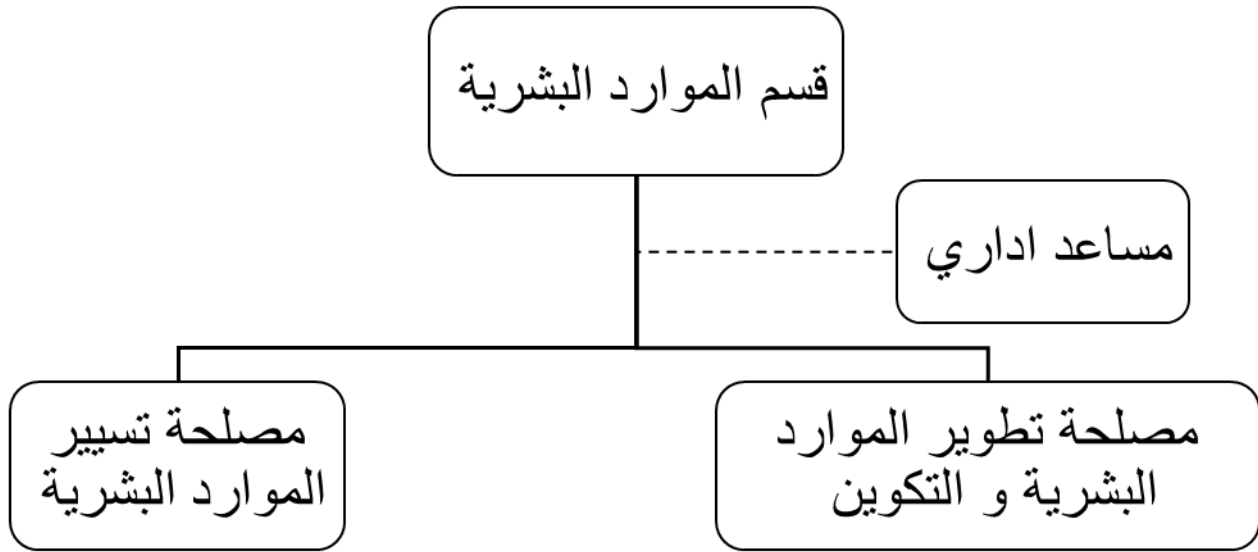 قسم الموارد البشرية
مساعد اداري
مصلحة تطوير الموارد
البشرية و التكوين
مصلحة تسيير
الموارد البشرية